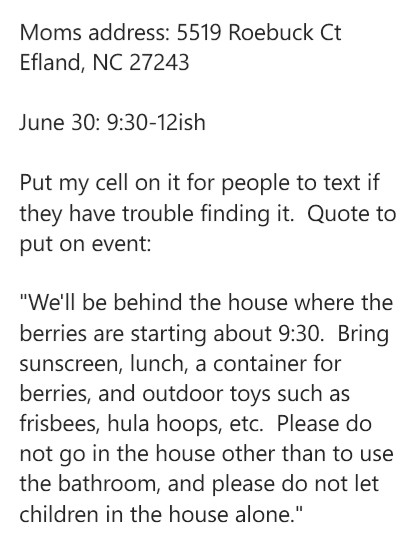 Moms address: 5519 Roebuck Ct
Efland, NC 27243
June 30: 9:30-12ish
Put my cell on it for people to text if
they have trouble finding it.  Quote to
put on event:
"We'll be behind the house where the
berries are starting about 9:30.  Bring
sunscreen, lunch, a container for
berries, and outdoor toys such as
frisbees, hula hoops, etc.  Please do
not go in the house other than to use
the bathroom, and please do not let
children in the house alone."